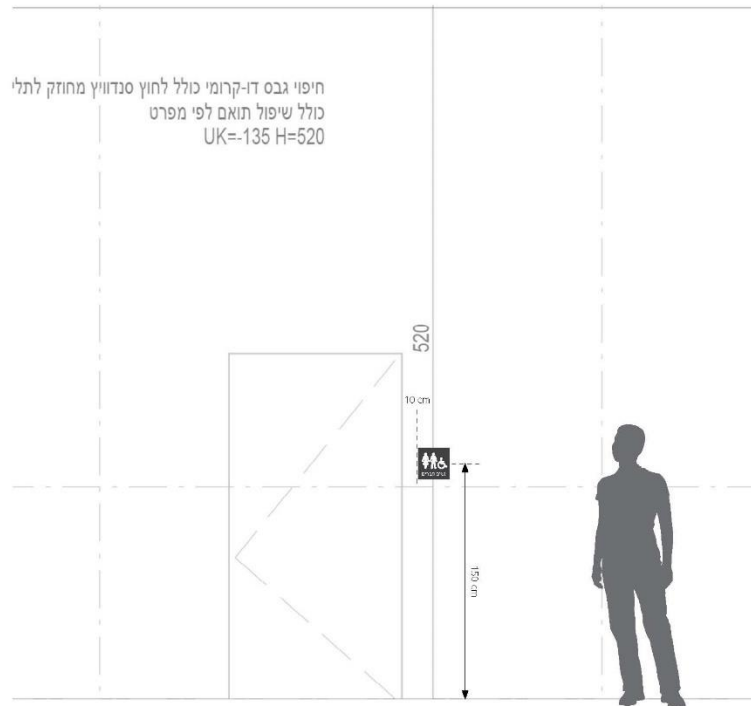 חיפוי גבס דו-קרומי כולל לחוץ סנדוויץ מחוזק לתלי
כולל שיפול תואם לפי מפרט
UK=-135 H=520
520
10 cm
150 cm